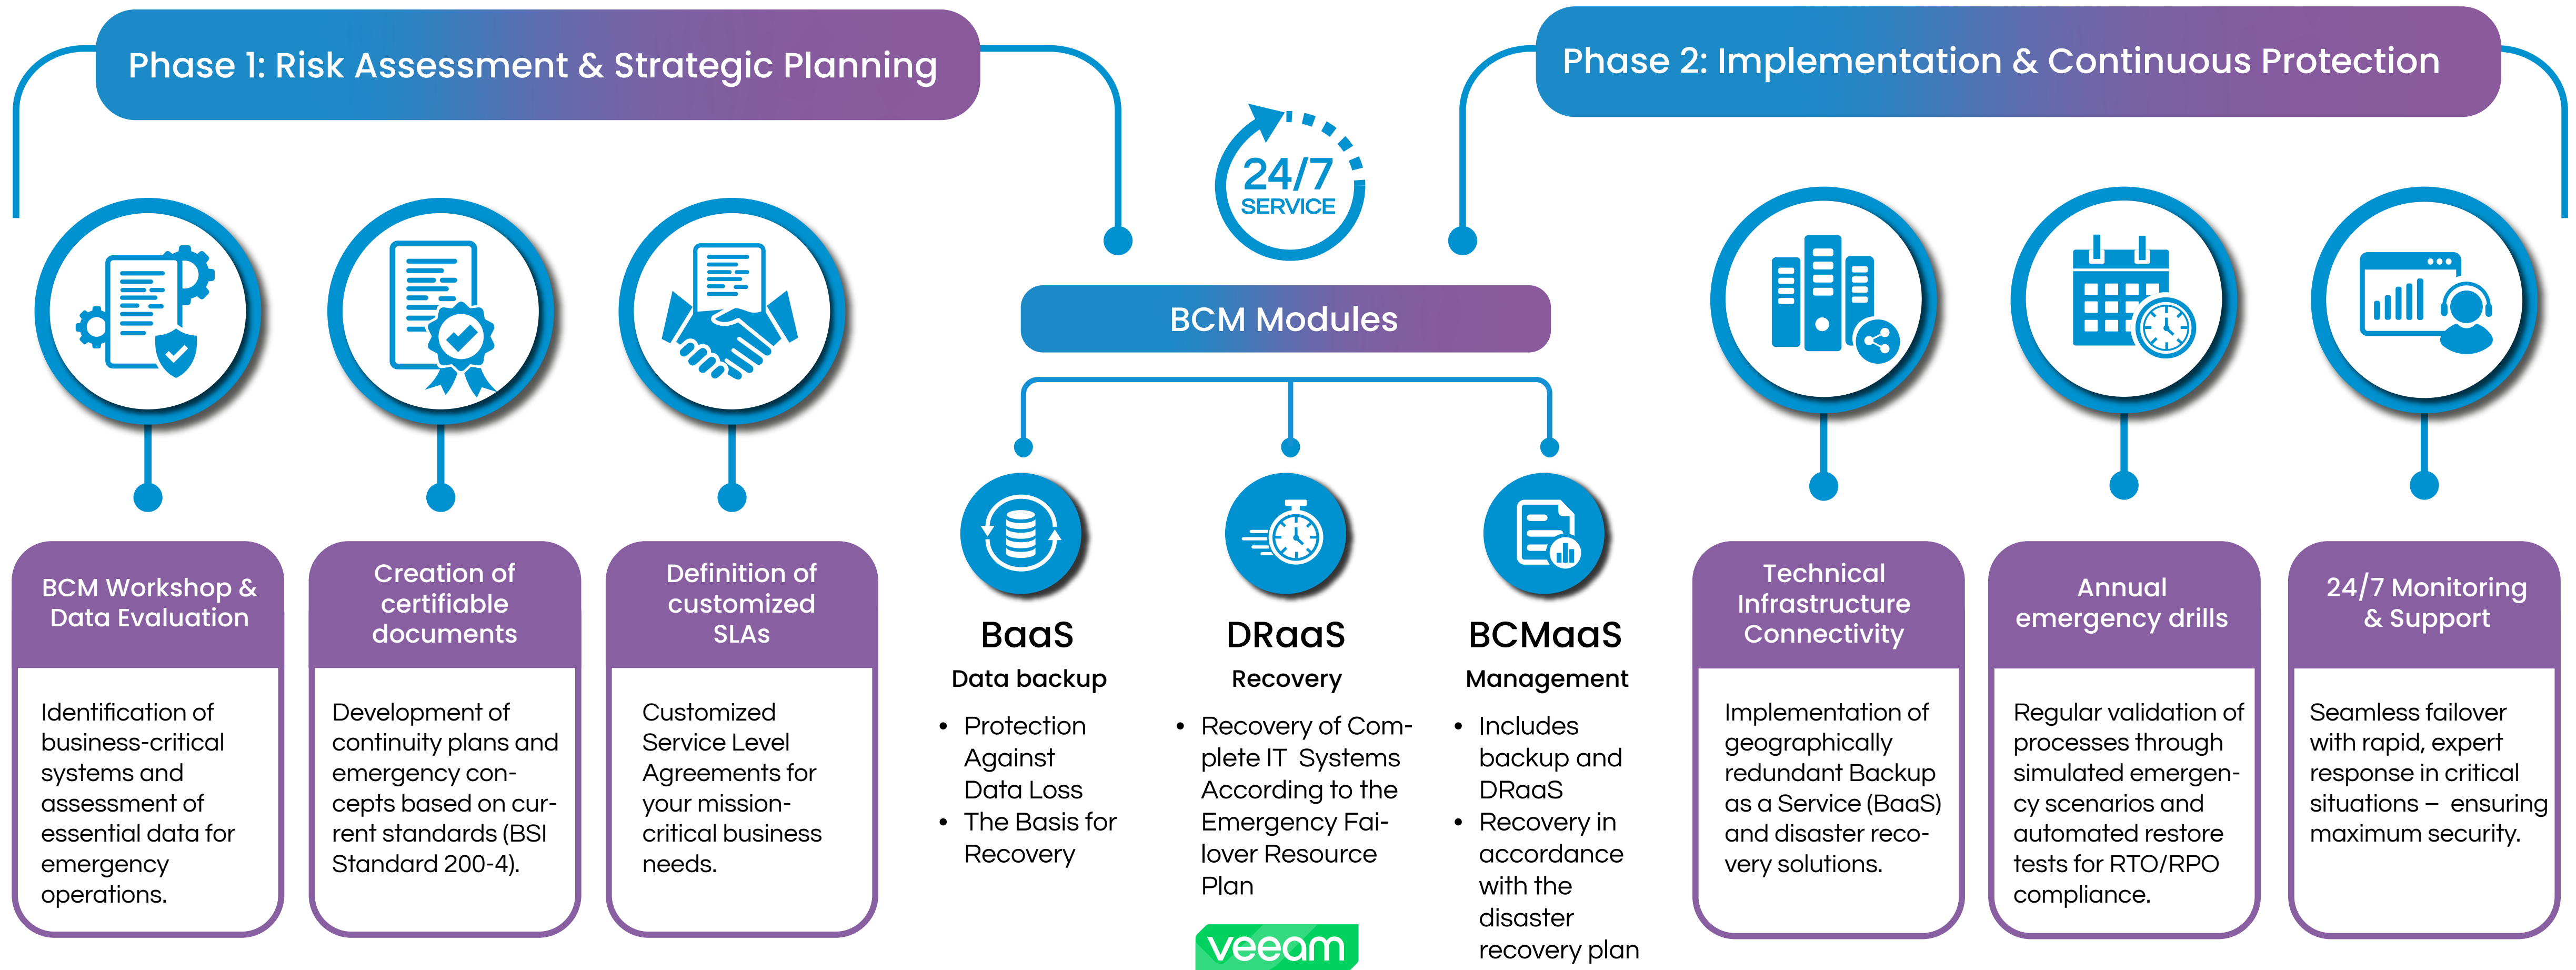 Phase 1: Risk Assessment & Strategic Planning
Phase 2: Implementation & Continuous Protection
24/7
SERVICE
BCM Modules
BCM Workshop &
Data Evaluation
Identification of
business-critical
systems and
assessment of
essential data for
emergency
operations.
Creation of
certifiable
documents
Development of
continuity plans and
emergency con-
cepts based on cur-
rent standards (BSI
Standard 200-4).
Definition of
customized
SLAs
Customized
Service Level
Agreements for
your mission-
critical business
needs.
BaaS
Data backup
• Protection
Against
Data Loss
• The Basis for
Recovery
DRaaS
Recovery
• Recovery of Com-
plete IT Systems
According to the
Emergency Fai-
lover Resource
Plan
veeam
BCMaaS
Management
• Includes
backup and
DRaaS
• Recovery in
accordance
with the
disaster
recovery plan
Technical
Infrastructure
Connectivity
Implementation of
geographically
redundant Backup
as a Service (BaaS)
and disaster reco-
very solutions.
Annual
emergency drills
Regular validation of
processes through
simulated emergen-
cy scenarios and
automated restore
tests for RTO/RPO
compliance.
24/7 Monitoring
& Support
Seamless failover
with rapid, expert
response in critical
situations – ensuring
maximum security.